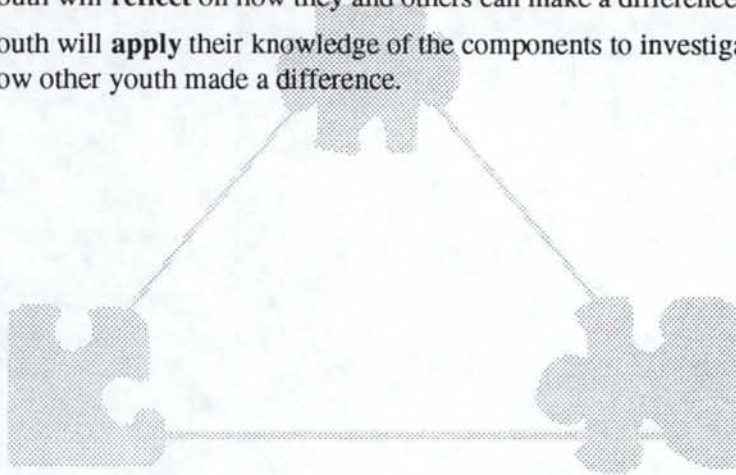 outh will reflect on how they and others can make a difference
outh will apply their knowledge of the components to investiga
ow other youth made a difference.